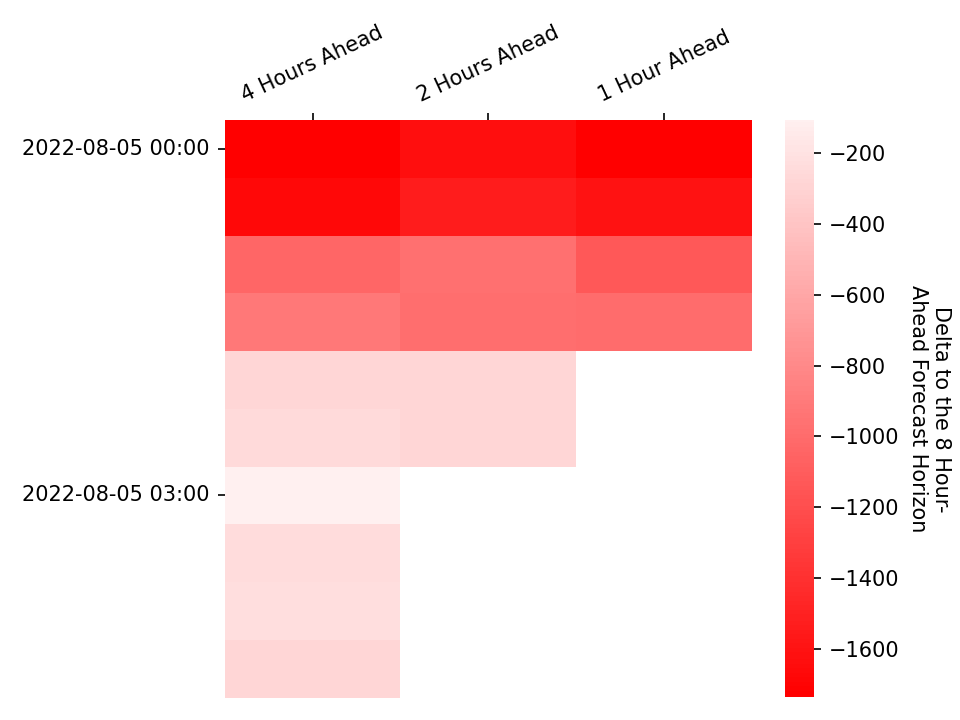 4 Hours Ahead
2 Hours Ahead
1 Hour Ahead
2022-08-05 00:00
2022-08-05 03:00
−200
−400
−600
−800
−1000
−1200
−1400
−1600
Delta to the 8 Hour-
Ahead Forecast Horizon